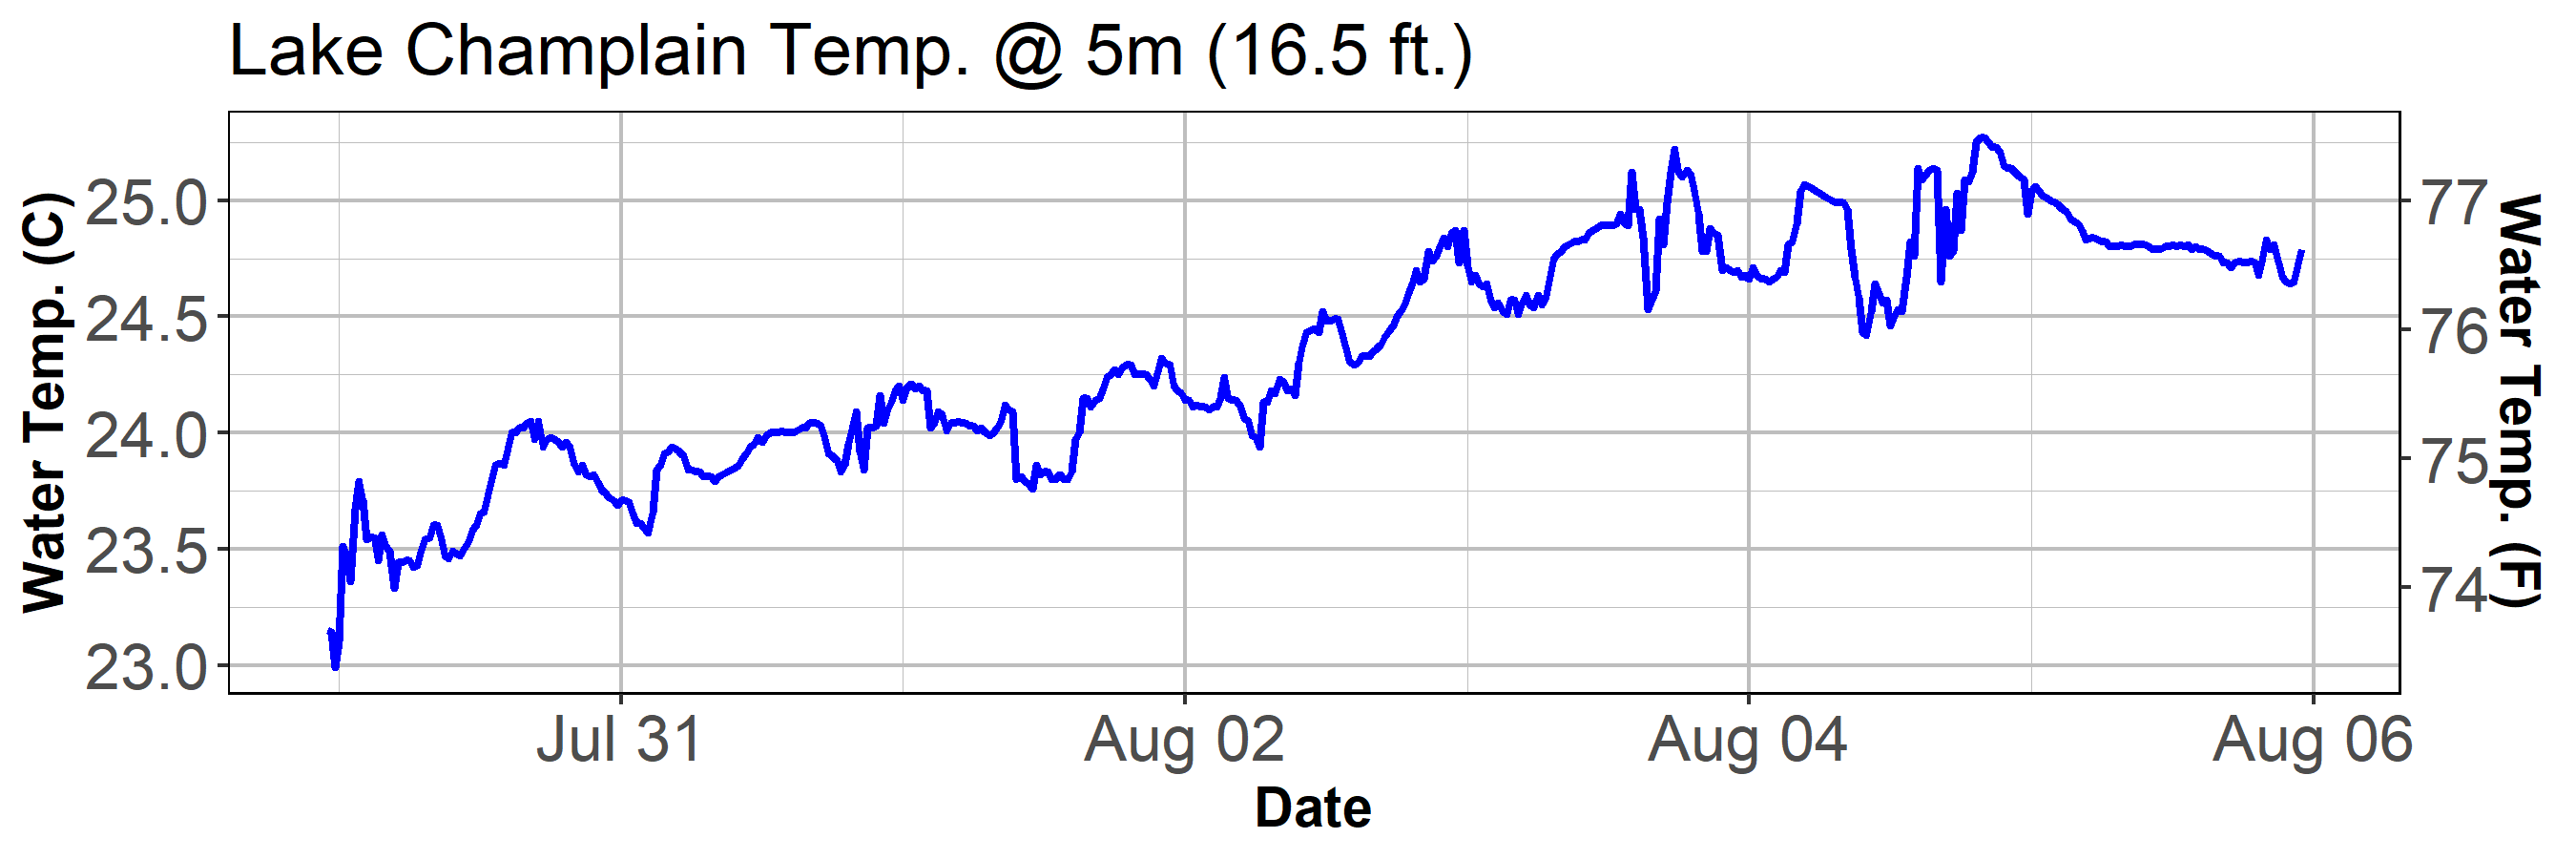 Lake Champlain Temp. @ 5m (16.5 ft.)
Water Temp. (C)
25.0
24.5
24.0
23.5
23.0
77
76
75
74
Water Temp. (F)
Jul 31 Aug 02 Aug 04 Aug 06
Date